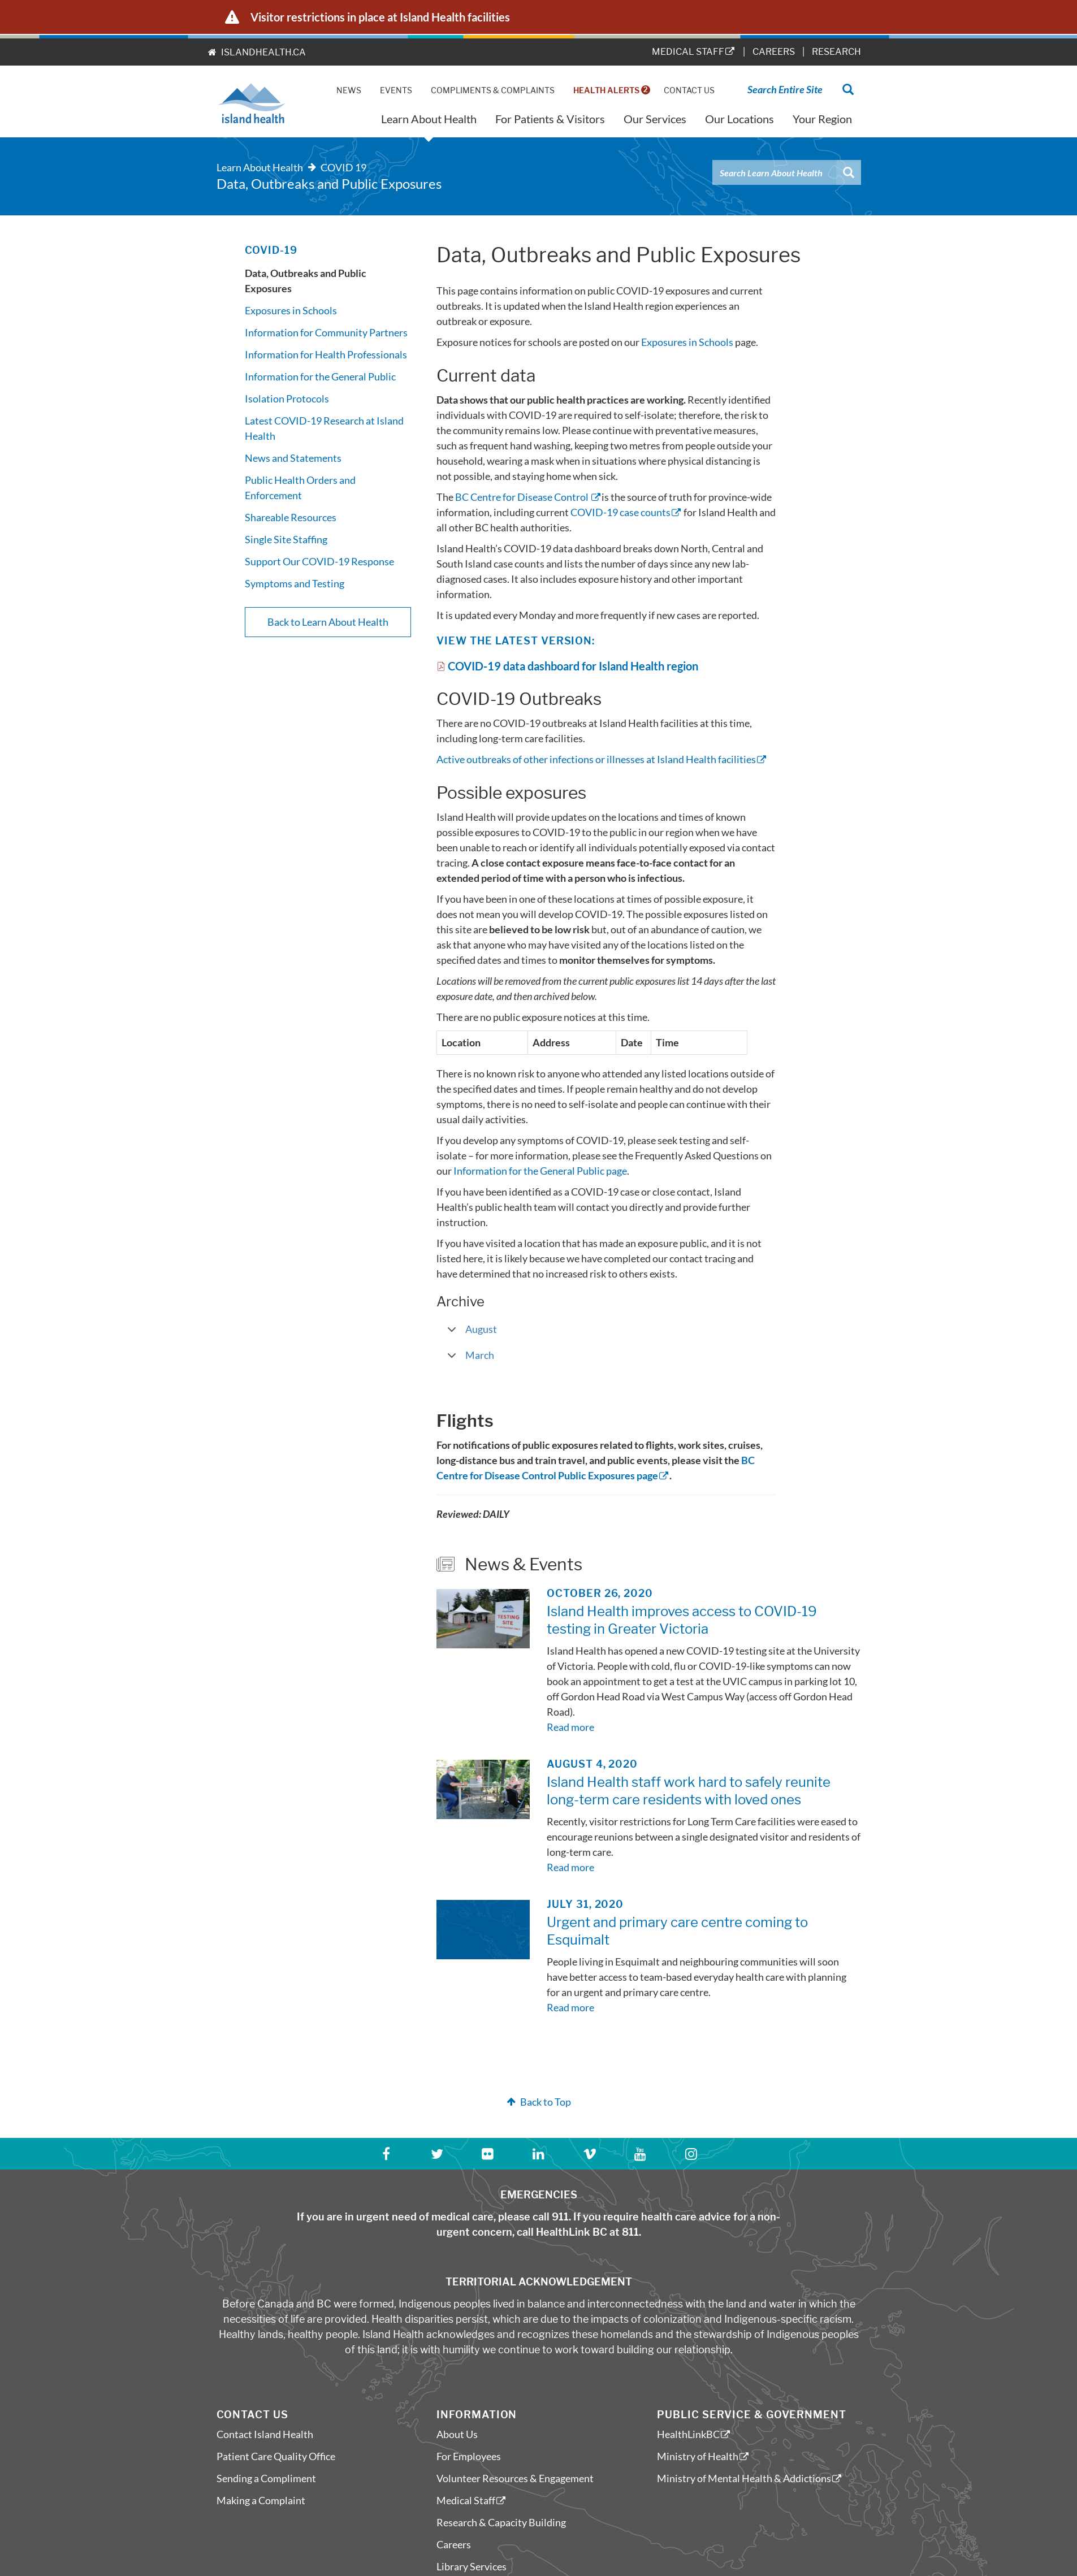 Visitor restrictions in place at Island Health facilities
ISLANDHEALTH.CA
MEDICAL STAFF | CAREERS | RESEARCH
NEWS EVENTS COMPLIMENTS & COMPLAINTS HEALTH ALERTS 2 CONTACT US Search Entire Site
island health
Learn About Health For Patients & Visitors Our Services Our Locations Your Region
Learn About Health COVID 19
Data, Outbreaks and Public Exposures
Search Learn About Health
COVID-19
Data, Outbreaks and Public
Exposures
Exposures in Schools
Information for Community Partners
Information for Health Professionals
Information for the General Public
Isolation Protocols
Latest COVID-19 Research at Island
Health
News and Statements
Public Health Orders and
Enforcement
Shareable Resources
Single Site Staffing
Support Our COVID-19 Response
Symptoms and Testing
Back to Learn About Health
Data, Outbreaks and Public Exposures
This page contains information on public COVID-19 exposures and current
outbreaks. It is updated when the Island Health region experiences an
outbreak or exposure.
Exposure notices for schools are posted on our Exposures in Schools page.
Current data
Data shows that our public health practices are working. Recently identified
individuals with COVID-19 are required to self-isolate; therefore, the risk to
the community remains low. Please continue with preventative measures,
such as frequent hand washing, keeping two metres from people outside your
household, wearing a mask when in situations where physical distancing is
not possible, and staying home when sick.
The BC Centre for Disease Control is the source of truth for province-wide
information, including current COVID-19 case counts for Island Health and
all other BC health authorities.
Island Health's COVID-19 data dashboard breaks down North, Central and
South Island case counts and lists the number of days since any new lab-
diagnosed cases. It also includes exposure history and other important
information.
It is updated every Monday and more frequently if new cases are reported.
VIEW THE LATEST VERSION:
COVID-19 data dashboard for Island Health region
COVID-19 Outbreaks
There are no COVID-19 outbreaks at Island Health facilities at this time,
including long-term care facilities.
Active outbreaks of other infections or illnesses at Island Health facilities
Possible exposures
Island Health will provide updates on the locations and times of known
possible exposures to COVID-19 to the public in our region when we have
been unable to reach or identify all individuals potentially exposed via contact
tracing. A close contact exposure means face-to-face contact for an
extended period of time with a person who is infectious.
If you have been in one of these locations at times of possible exposure, it
does not mean you will develop COVID-19. The possible exposures listed on
this site are believed to be low risk but, out of an abundance of caution, we
ask that anyone who may have visited any of the locations listed on the
specified dates and times to monitor themselves for symptoms.
Locations will be removed from the current public exposures list 14 days after the last
exposure date, and then archived below.
There are no public exposure notices at this time.
Location Address Date Time
There is no known risk to anyone who attended any listed locations outside of
the specified dates and times. If people remain healthy and do not develop
symptoms, there is no need to self-isolate and people can continue with their
usual daily activities.
If you develop any symptoms of COVID-19, please seek testing and self-
isolate – for more information, please see the Frequently Asked Questions on
our Information for the General Public page.
If you have been identified as a COVID-19 case or close contact, Island
Health's public health team will contact you directly and provide further
instruction.
If you have visited a location that has made an exposure public, and it is not
listed here, it is likely because we have completed our contact tracing and
have determined that no increased risk to others exists.
Archive
August
March
Flights
For notifications of public exposures related to flights, work sites, cruises,
long-distance bus and train travel, and public events, please visit the BC
Centre for Disease Control Public Exposures page.
Reviewed: DAILY
News & Events
TESTING
SITE
OCTOBER 26, 2020
Island Health improves access to COVID-19
testing in Greater Victoria
Island Health has opened a new COVID-19 testing site at the University
of Victoria. People with cold, flu or COVID-19-like symptoms can now
book an appointment to get a test at the UVIC campus in parking lot 10,
off Gordon Head Road via West Campus Way (access off Gordon Head
Road).
Read more
AUGUST 4, 2020
Island Health staff work hard to safely reunite
long-term care residents with loved ones
Recently, visitor restrictions for Long Term Care facilities were eased to
encourage reunions between a single designated visitor and residents of
long-term care.
Read more
JULY 31, 2020
Urgent and primary care centre coming to
Esquimalt
People living in Esquimalt and neighbouring communities will soon
have better access to team-based everyday health care with planning
for an urgent and primary care centre.
Read more
Back to Top
EMERGENCIES
If you are in urgent need of medical care, please call 911. If you require health care advice for a non-
urgent concern, call HealthLink BC at 811.
TERRITORIAL ACKNOWLEDGEMENT
Before Canada and BC were formed, Indigenous peoples lived in balance and interconnectedness with the land and water in which the
necessities of life are provided. Health disparities persist, which are due to the impacts of colonization and Indigenous-specific racism.
Healthy lands, healthy people. Island Health acknowledges and recognizes these homelands and the stewardship of Indigenous peoples
of this land; it is with humility we continue to work toward building our relationship.
CONTACT US
Contact Island Health
Patient Care Quality Office
Sending a Compliment
Making a Complaint
INFORMATION
About Us
For Employees
Volunteer Resources & Engagement
Medical Staff
Research & Capacity Building
Careers
Library Services
PUBLIC SERVICE & GOVERNMENT
HealthLinkBC
Ministry of Health
Ministry of Mental Health & Addictions